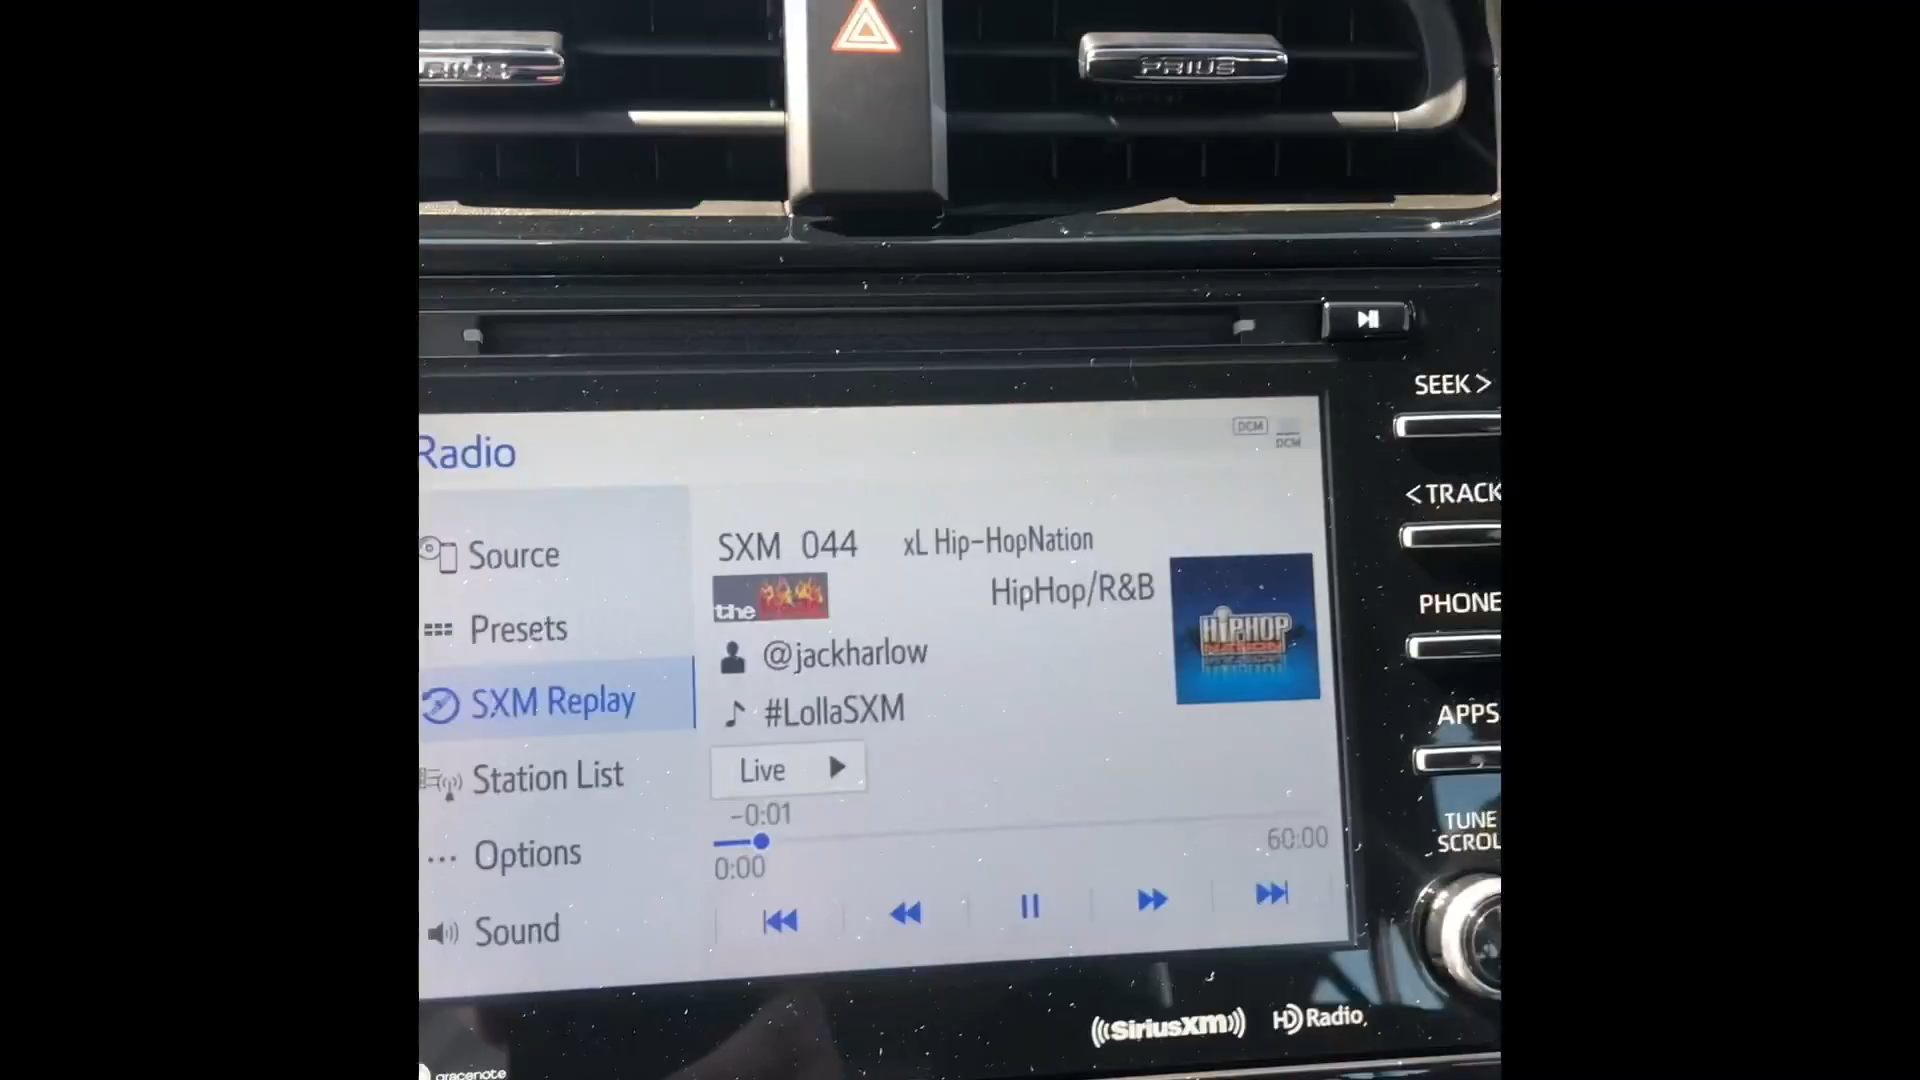 PRIUS
PRIUS
SEEK >
Radio
DCM
DCM
< TRACK
SXM 044
xL Hip-HopNation
Source
HipHop/R&B
the
PHONE
Presets
HIPHOP
NATION
@jackharlow
SXM Replay
#LollaSXM
APPS
Live
Station List
-0:01
TUNE
SCROL
60:00
0:00
Options
Sound
((SiriusXM))
HD Radio
gracenote